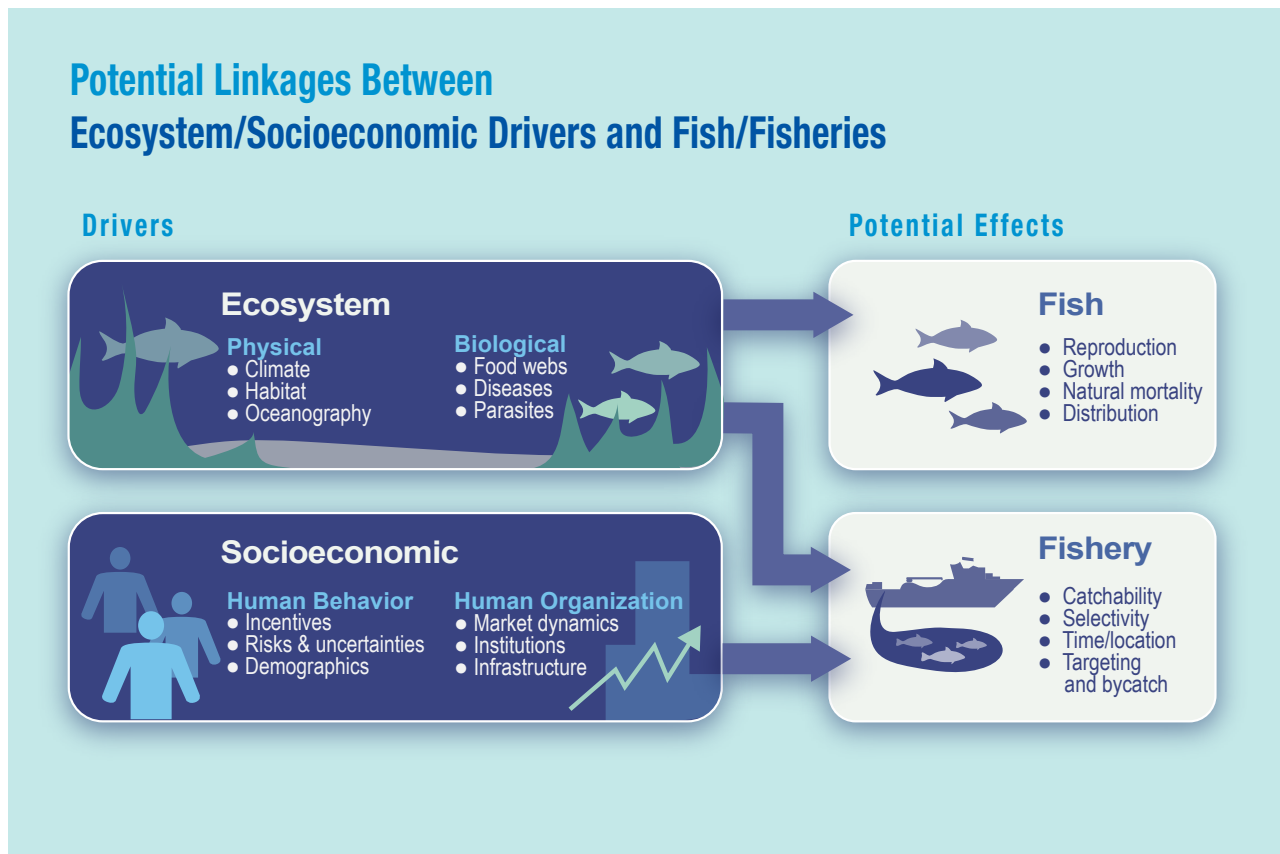 Potential Linkages Between
Ecosystem/Socioeconomic Drivers and Fish/Fisheries
Drivers
Ecosystem
Physical
● Climate
● Habitat
● Oceanography
Biological
● Food webs
● Diseases
● Parasites
Socioeconomic
Human Behavior
● Incentives
● Risks & uncertainties
● Demographics
Human Organization
● Market dynamics
● Institutions
● Infrastructure
Potential Effects
Fish
● Reproduction
● Growth
● Natural mortality
● Distribution
Fishery
● Catchability
● Selectivity
● Time/location
● Targeting
and bycatch